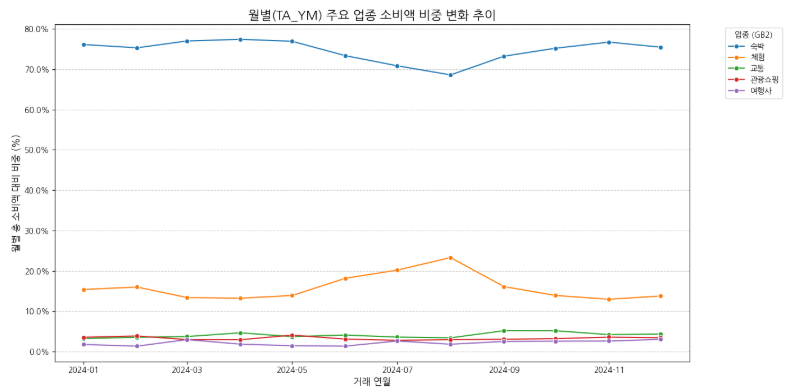 월별(TA_YM) 주요 업종 소비액 비중 변화 추이
업종 (GB2)
숙박
체험
교통
관광쇼핑
여행사
월별 총 소비액 대비 비중 (%)
80.0%
70.0%
60.0%
50.0%
40.0%
30.0%
20.0%
10.0%
0.0%
2024-01
2024-03
2024-05
2024-07
2024-09
2024-11
거래 연월